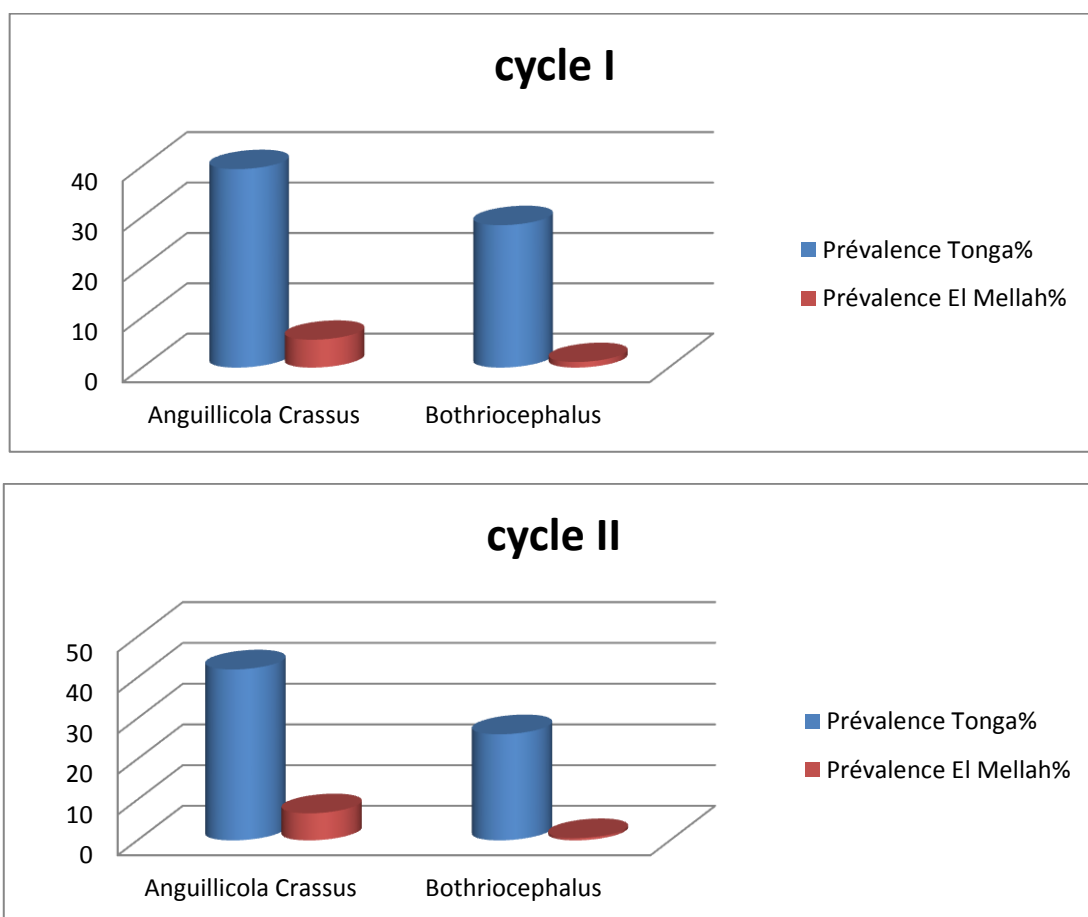 cycle I
40
30
20
10
0
Anguillicola Crassus
Bothriocephalus
Prévalence Tonga%
Prévalence El Mellah%
cycle II
50
40
30
20
10
0
Anguillicola Crassus
Bothriocephalus
Prévalence Tonga%
Prévalence El Mellah%